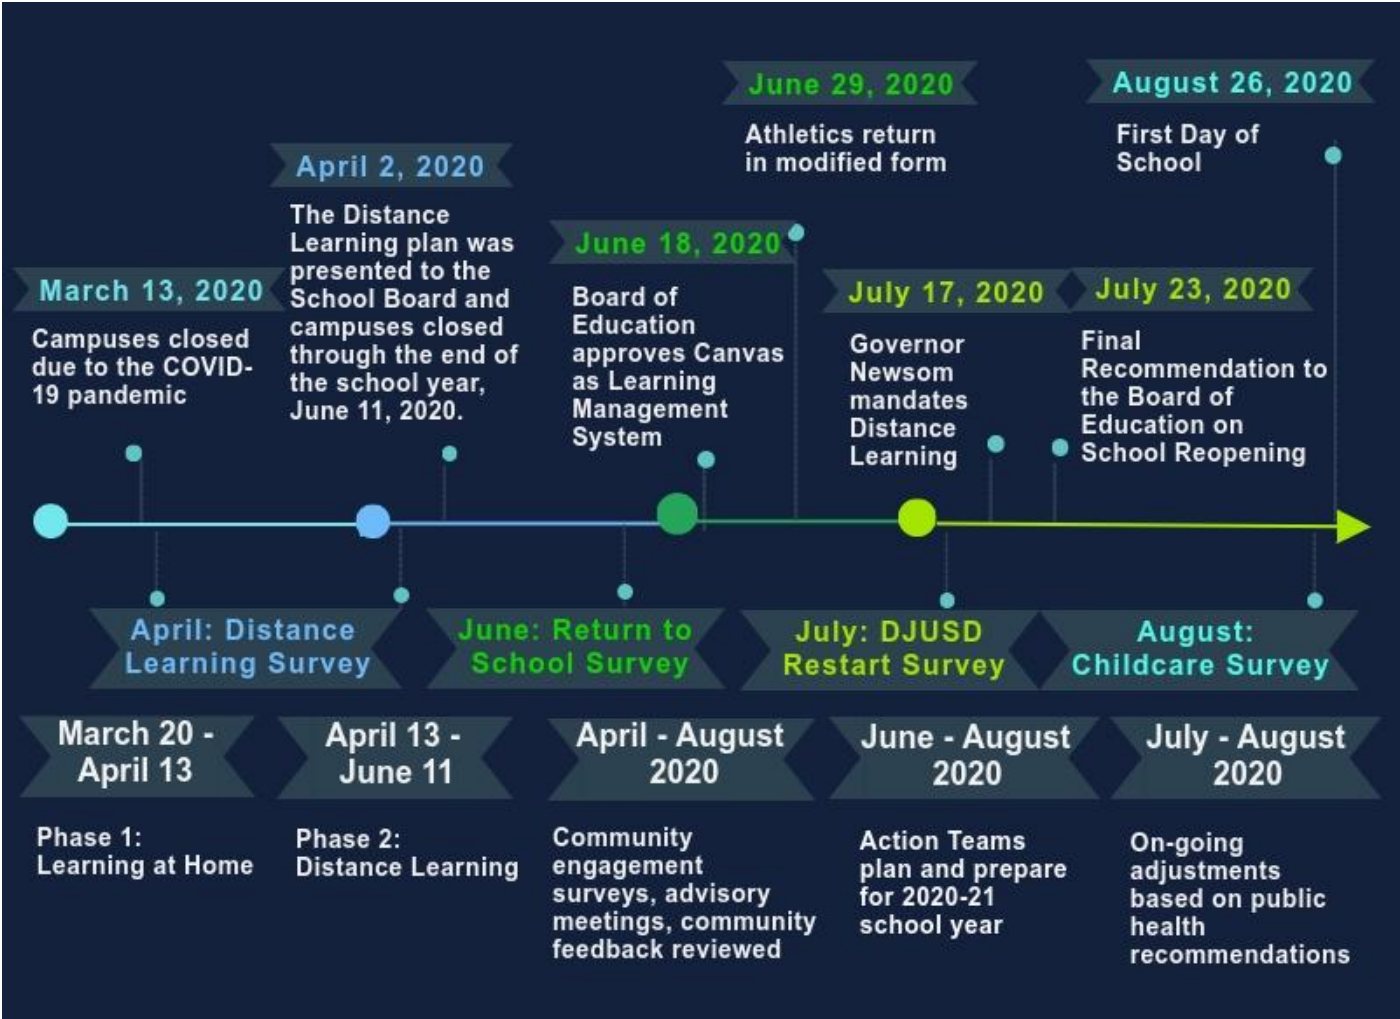 June 29, 2020
Athletics return
in modified form
August 26, 2020
First Day of
School
April 2, 2020
The Distance
Learning plan was
presented to the
School Board and
campuses closed
through the end of
the school year,
June 11, 2020.
June 18, 2020
Board of
Education
approves Canvas
as Learning
Management
System
March 13, 2020
Campuses closed
due to the COVID-
19 pandemic
July 17, 2020
Governor
Newsom
mandates
Distance
Learning
July 23, 2020
Final
Recommendation to
the Board of
Education on
School Reopening
April: Distance
Learning Survey
June: Return to
School Survey
July: DJUSD
Restart Survey
August:
Childcare Survey
March 20 -
April 13
Phase 1:
Learning at Home
April 13 -
June 11
Phase 2:
Distance Learning
April - August
2020
Community
engagement
surveys, advisory
meetings, community
feedback reviewed
June - August
2020
Action Teams
plan and prepare
for 2020-21
school year
July - August
2020
On-going
adjustments
based on public
health
recommendations